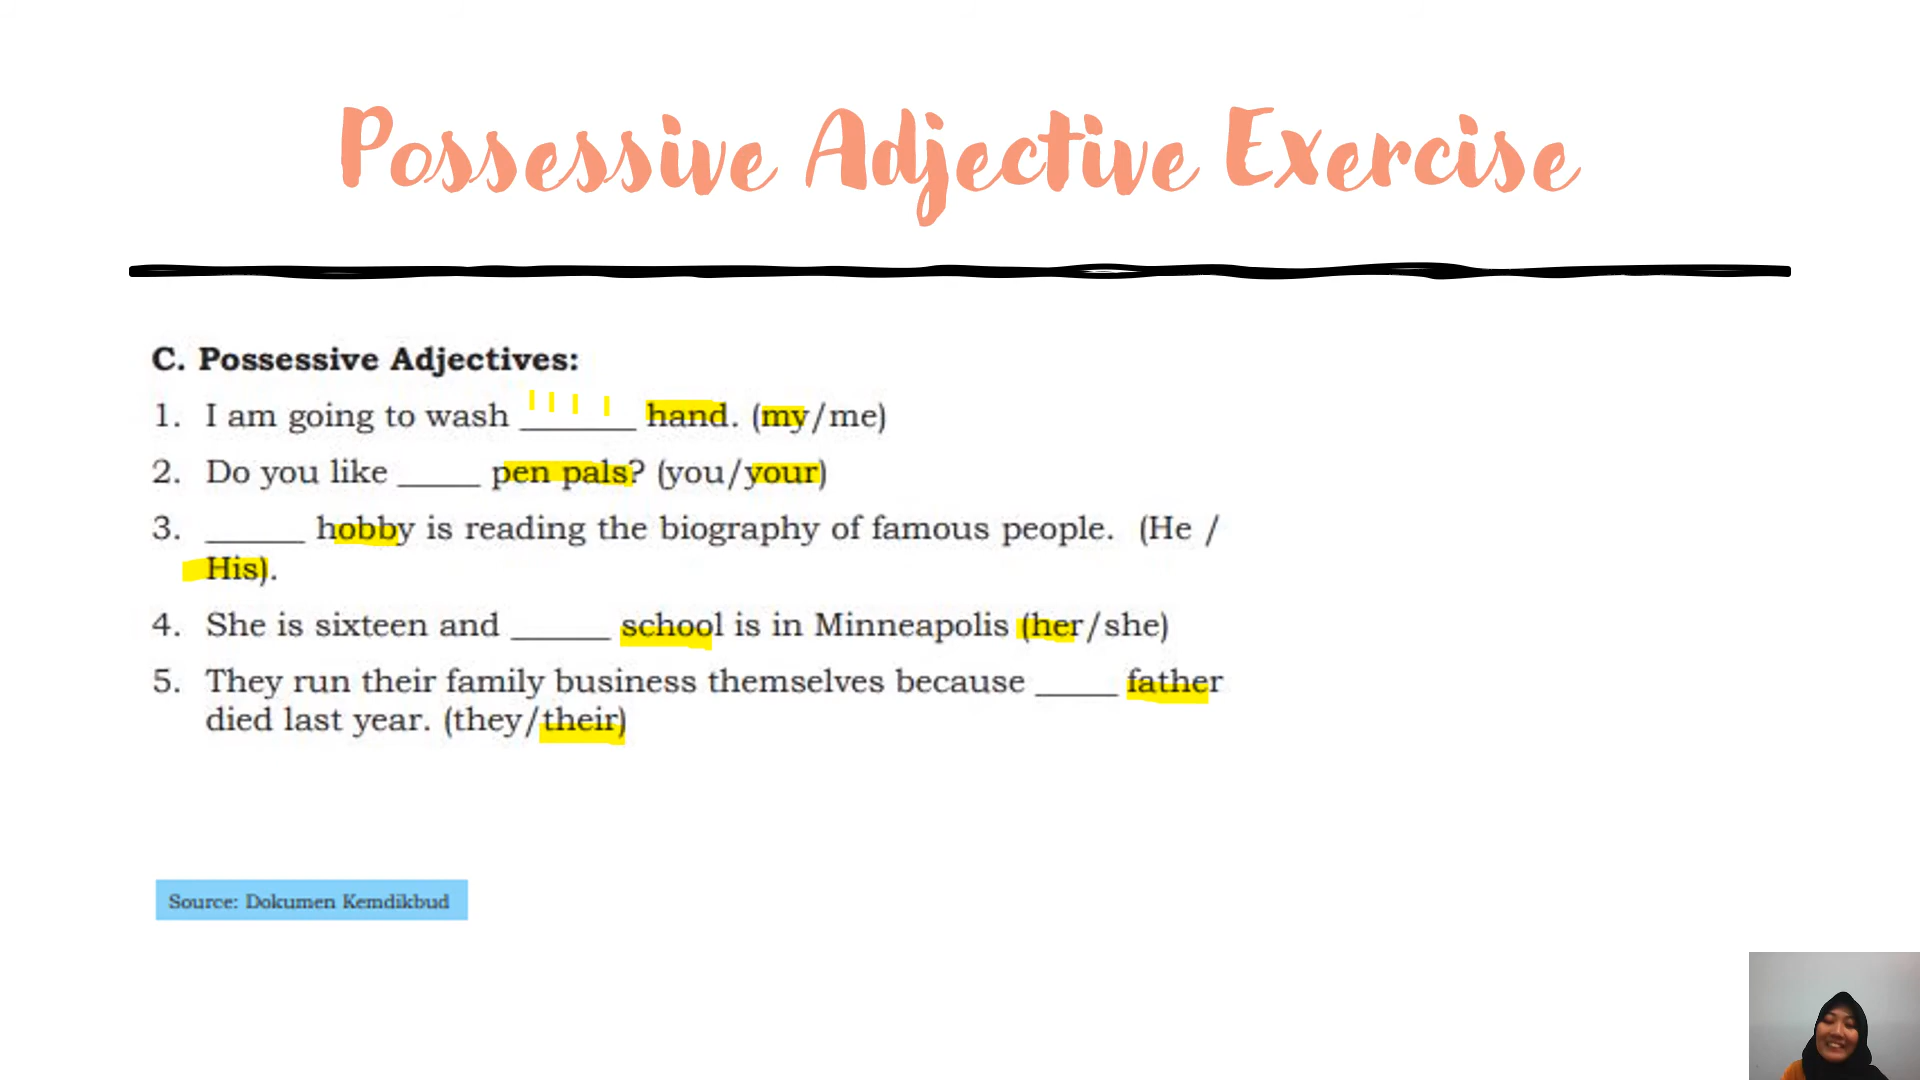 Possessive Adjective Exercise
C. Possessive Adjectives:
1. I am going to wash _______ hand. (my/me)
2. Do you like _____ pen pals? (you/your)
3. ______ hobby is reading the biography of famous people. (He /
His).
4. She is sixteen and ______ school is in Minneapolis (her/she)
5. They run their family business themselves because _____ father
died last year. (they/their)
Source: Dokumen Kemdikbud